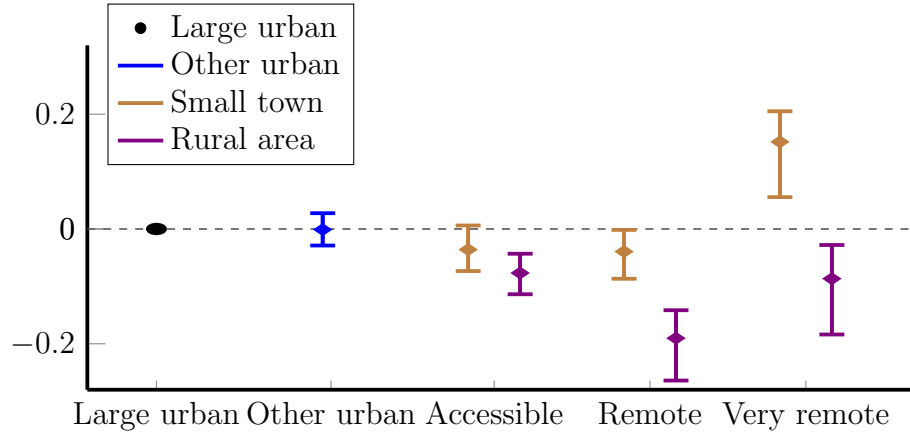 Large urban
Other urban
Small town
Rural area
0.2
0
−0.2
Large urban Other urban Accessible Remote Very remote